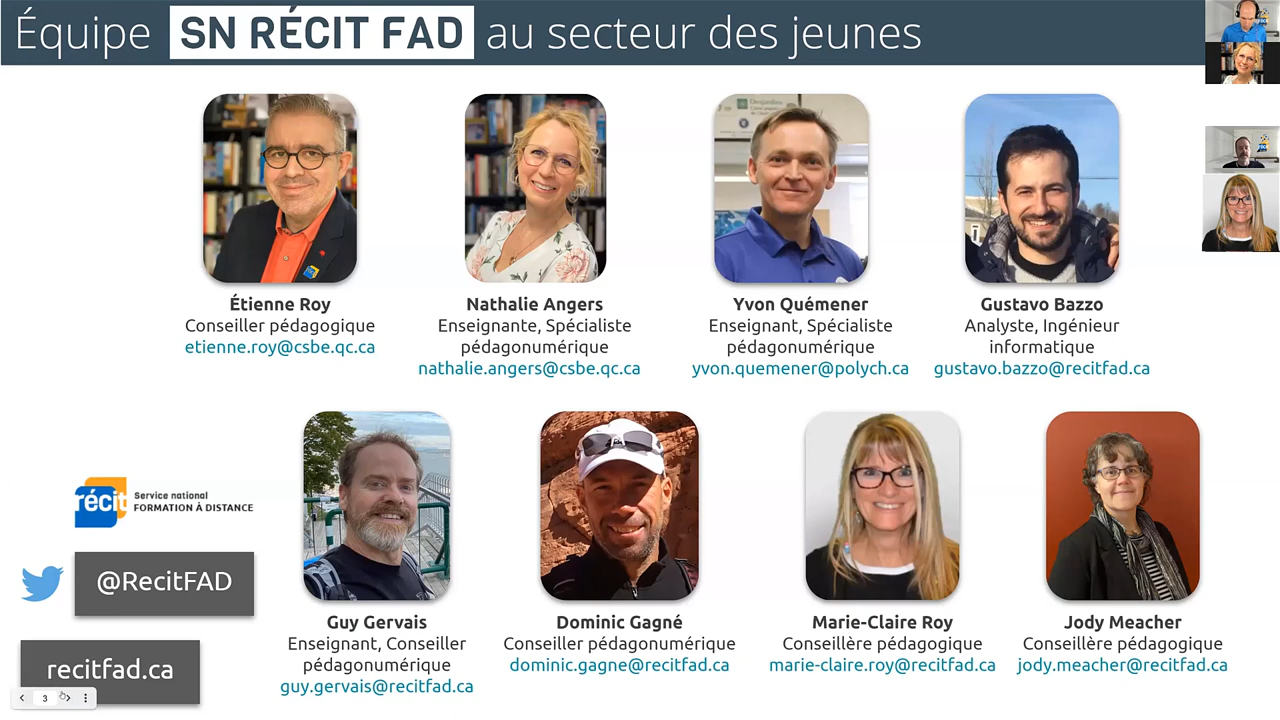 Équipe SN RÉCIT FAD au secteur des jeunes
Étienne Roy
Conseiller pédagogique
etienne.roy@csbe.qc.ca
Nathalie Angers
Enseignante, Spécialiste
pédagonumérique
nathalie.angers@csbe.qc.ca
Yvon Quémener
Enseignant, Spécialiste
pédagonumérique
yvon.quemener@polych.ca
Gustavo Bazzo
Analyste, Ingénieur
informatique
gustavo.bazzo@recitfad.ca
récit
Service national
FORMATION À DISTANCE
@RecitFAD
recitfad.ca
3
Guy Gervais
Enseignant, Conseiller
pédagonumérique
guy.gervais@recitfad.ca
Dominic Gagné
Conseiller pédagonumérique
dominic.gagne@recitfad.ca
Marie-Claire Roy
Conseillère pédagogique
marie-claire.roy@recitfad.ca
Jody Meacher
Conseillère pédagogique
jody.meacher@recitfad.ca